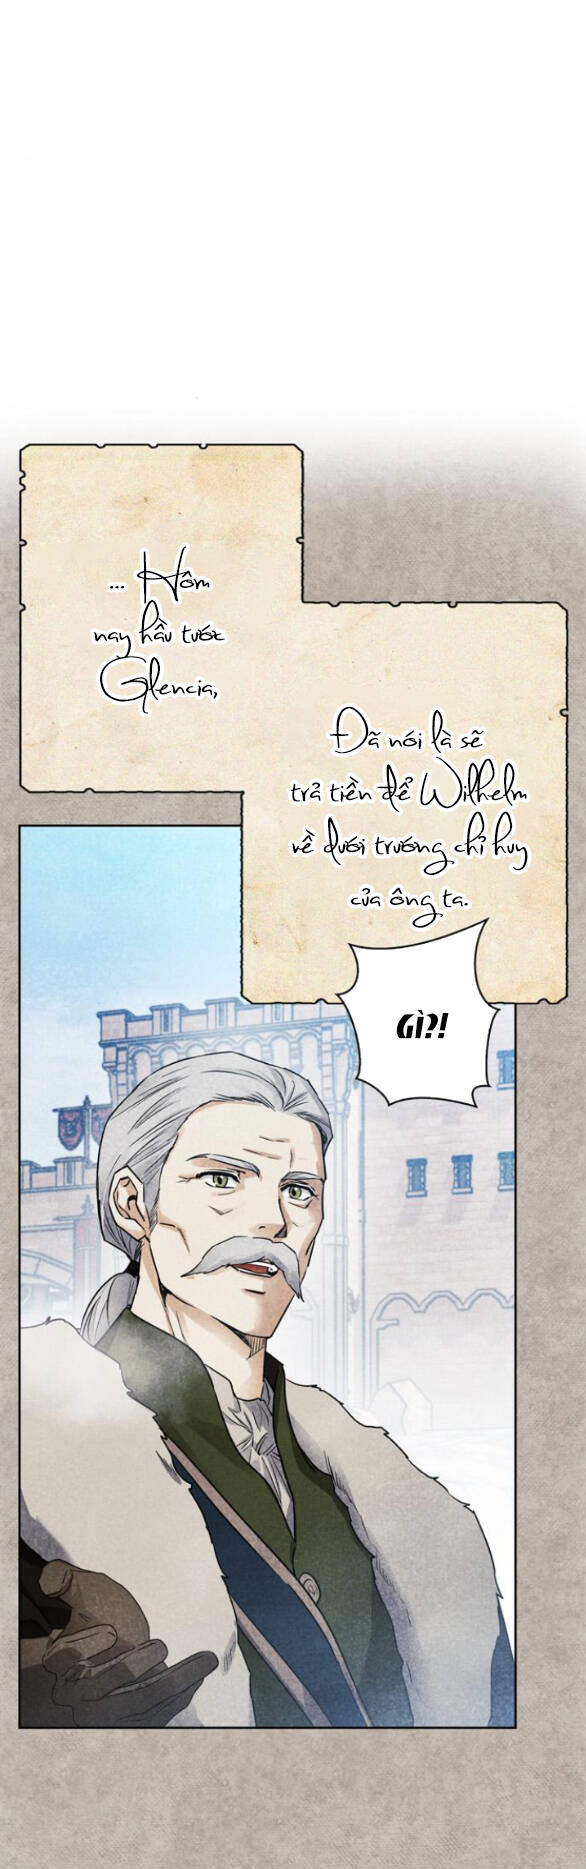 ... Hôm
nay hầu tước
Glencia,
Đã nói là sẽ
trả tiền để Wilhelm
về dưới trướng chỉ huy
của ông ta.
GÌ?!